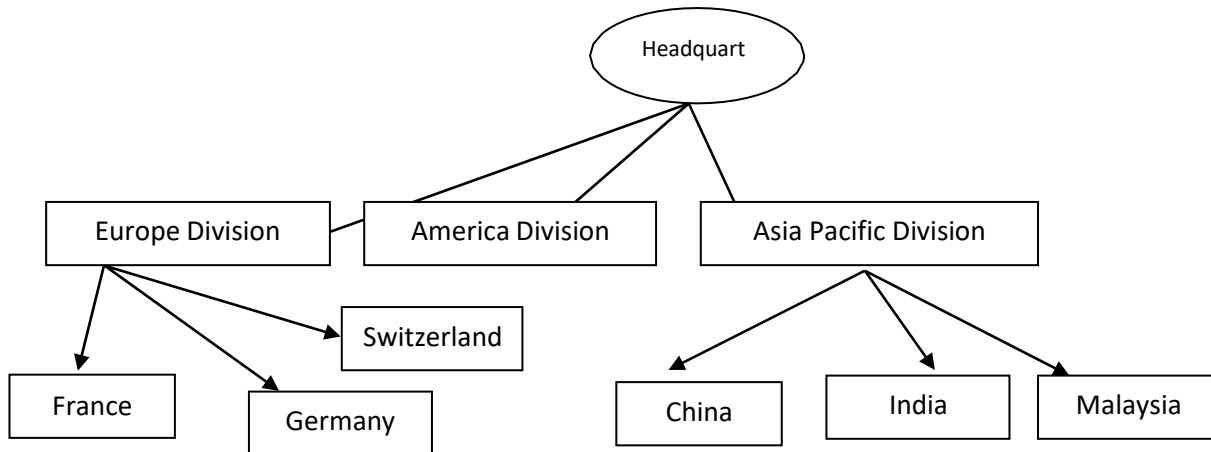 Headquart
Europe Division
America Division
Asia Pacific Division
Switzerland
France
Germany
China
India
Malaysia